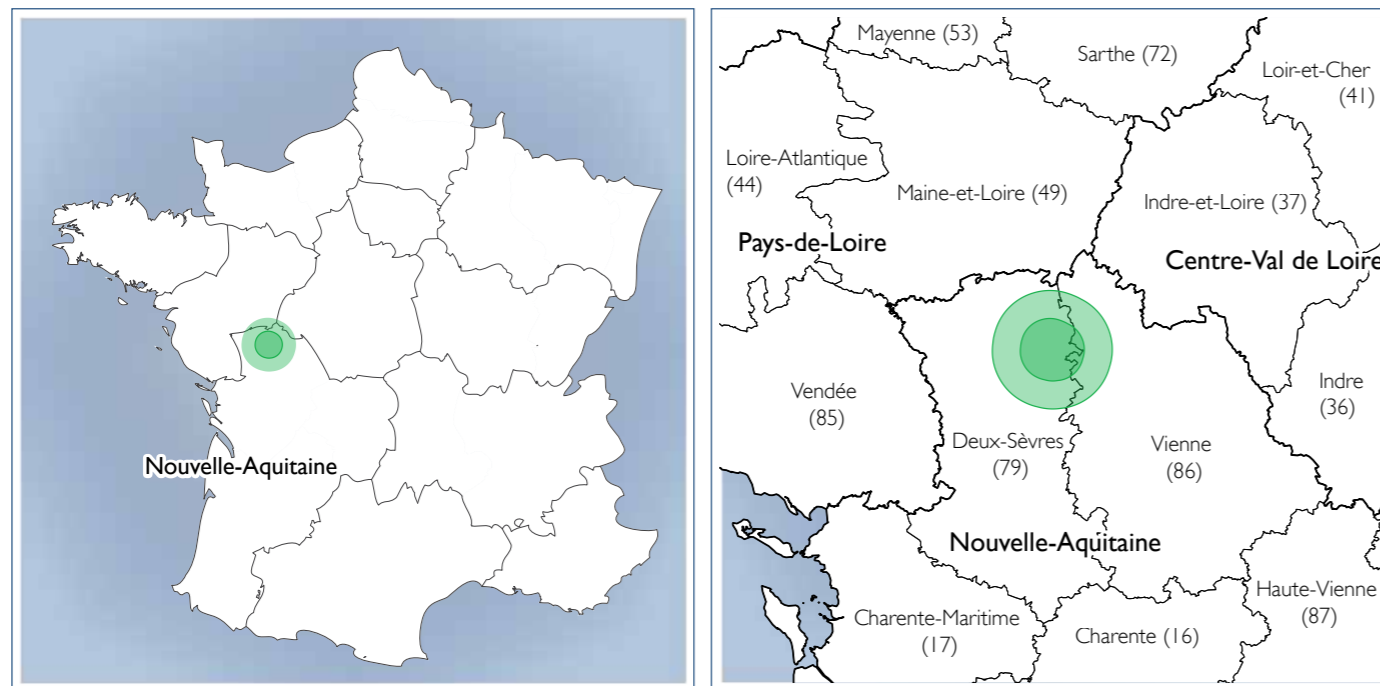 Nouvelle-Aquitaine
Mayenne (53)
Sarthe (72)
Loir-et-Cher
(41)
Loire-Atlantique
(44)
Maine-et-Loire (49)
Indre-et-Loire (37)
Pays-de-Loire
Centre-Val de Loire
Vendée
(85)
Indre
(36)
Deux-Sèvres
(79)
Vienne
(86)
Nouvelle-Aquitaine
Haute-Vienne
(87)
Charente-Maritime
(17)
Charente (16)